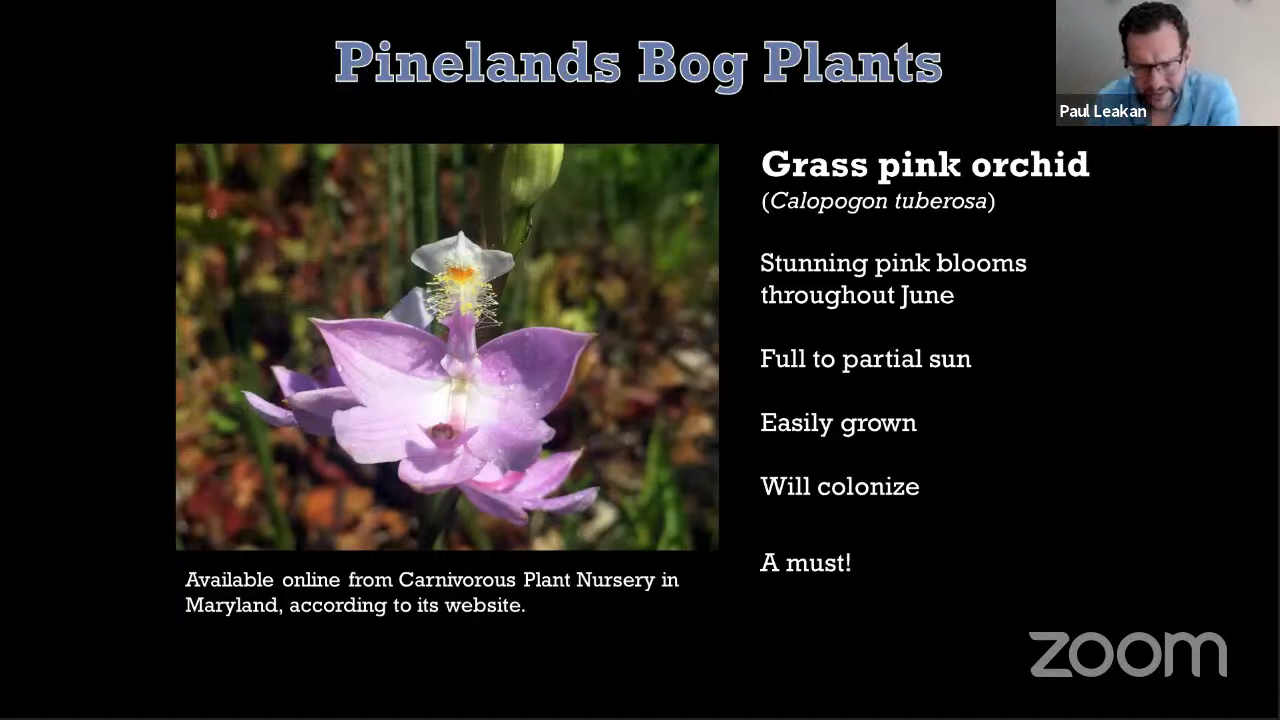 Pinelands Bog Plants
Paul Leakan
Grass pink orchid
(Calopogon tuberosa)
Stunning pink blooms
throughout June
Full to partial sun
Easily grown
Will colonize
A must!
Available online from Carnivorous Plant Nursery in
Maryland, according to its website.
zoom